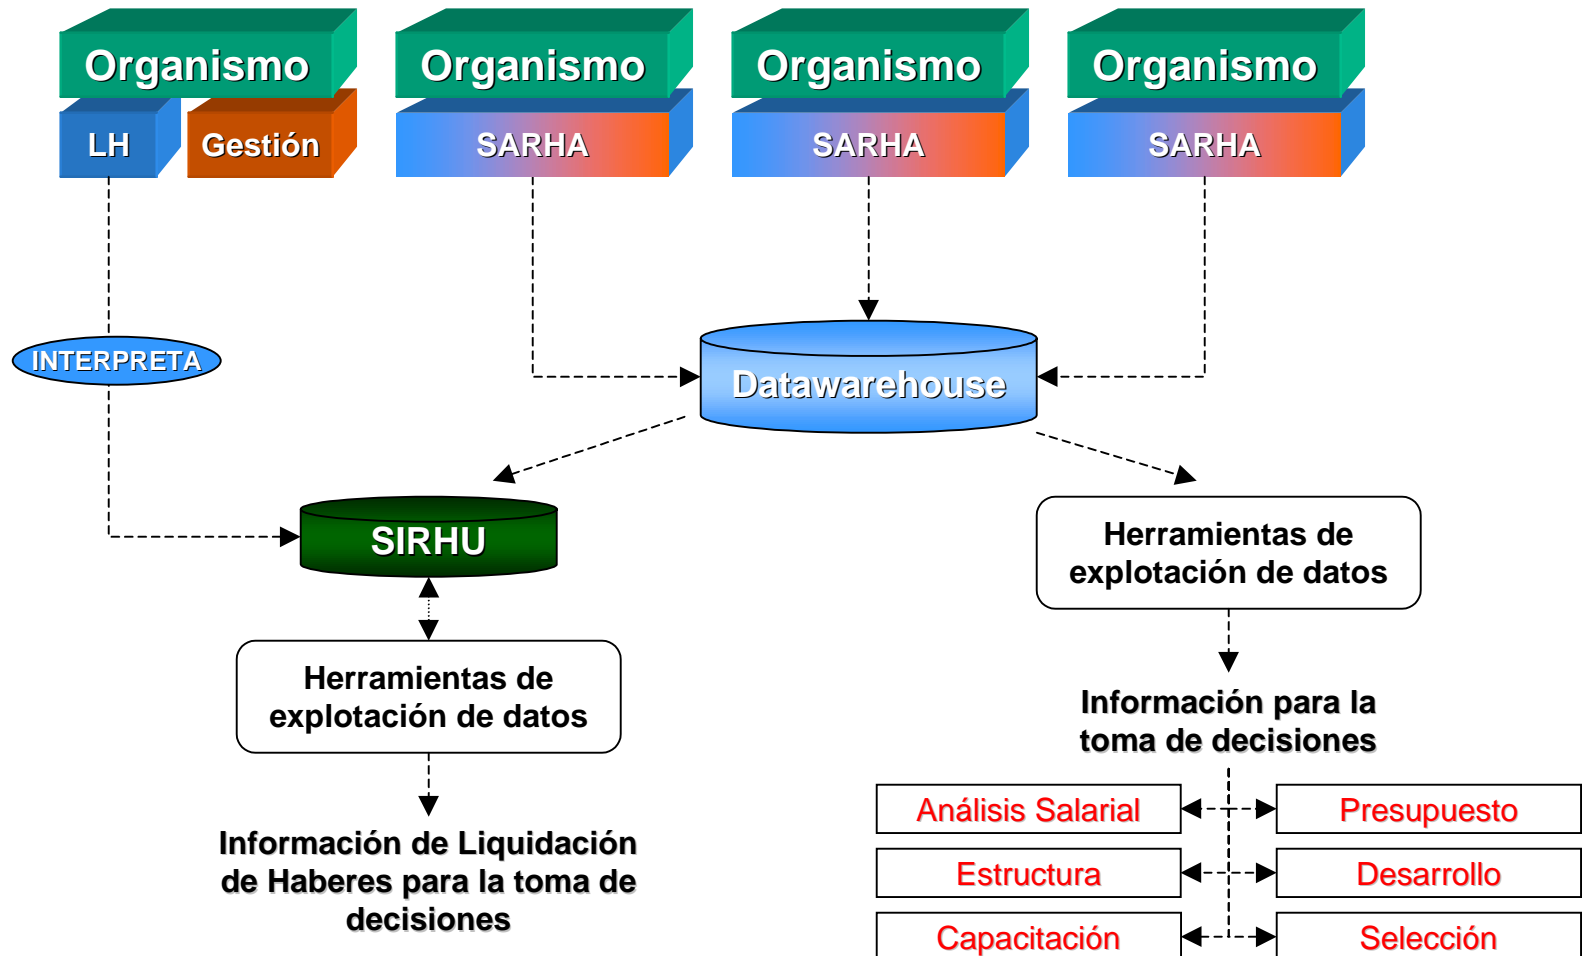 Organismo
Organismo
Organismo
Organismo
LH
Gestión
SARHA
SARHA
SARHA
INTERPRETA
Datawarehouse
SIRHU
Herramientas de
explotación de datos
Herramientas de
explotación de datos
Información para la
toma de decisiones
Información de Liquidación
de Haberes para la toma de
decisiones
Análisis Salarial
Presupuesto
Estructura
Desarrollo
Capacitación
Selección